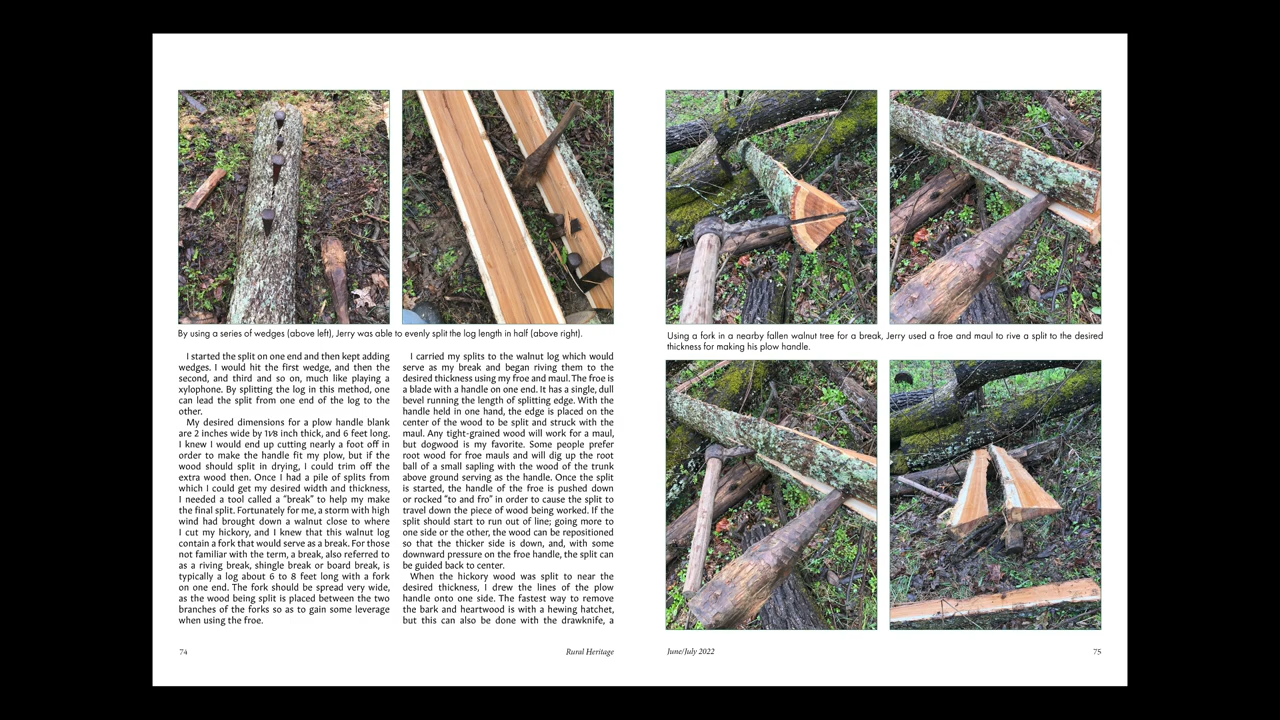 By using a series of wedges (above left), Jerry was able to evenly split the log length in half (above right).
I started the split on one end and then kept adding
wedges. I would hit the first wedge, and then the
second, and third and so on, much like playing a
xylophone. By splitting the log in this method, one
can lead the split from one end of the log to the
other.
My desired dimensions for a plow handle blank
are 2 inches wide by 1⅞ inch thick, and 6 feet long.
I knew I would end up cutting nearly a foot off in
order to make the handle fit my plow, but if the
wood should split in drying, I could trim off the
extra wood then. Once I had a pile of splits from
which I could get my desired width and thickness,
I needed a tool called a “break” to help my make
the final split. Fortunately for me, a storm with high
wind had brought down a walnut close to where
I cut my hickory, and I knew that this walnut log
contain a fork that would serve as a break. For those
not familiar with the term, a break, also referred to
as a riving break, shingle break or board break, is
typically a log about 6 to 8 feet long with a fork
on one end. The fork should be spread very wide,
as the wood being split is placed between the two
branches of the forks so as to gain some leverage
when using the froe.
I carried my splits to the walnut log which would
serve as my break and began riving them to the
desired thickness using my froe and maul. The froe is
a blade with a handle on one end. It has a single, dull
bevel running the length of splitting edge. With the
handle held in one hand, the edge is placed on the
center of the wood to be split and struck with the
maul. Any tight-grained wood will work for a maul,
but dogwood is my favorite. Some people prefer
root wood for froe mauls and will dig up the root
ball of a small sapling with the wood of the trunk
above ground serving as the handle. Once the split
is started, the handle of the froe is pushed down
or rocked “to and fro” in order to cause the split to
travel down the piece of wood being worked. If the
split should start to run out of line; going more to
one side or the other, the wood can be repositioned
so that the thicker side is down, and, with some
downward pressure on the froe handle, the split can
be guided back to center.
When the hickory wood was split to near the
desired thickness, I drew the lines of the plow
handle onto one side. The fastest way to remove
the bark and heartwood is with a hewing hatchet,
but this can also be done with the drawknife, a
74
Rural Heritage
Using a fork in a nearby fallen walnut tree for a break, Jerry used a froe and maul to rive a split to the desired
thickness for making his plow handle.
June/July 2022
75